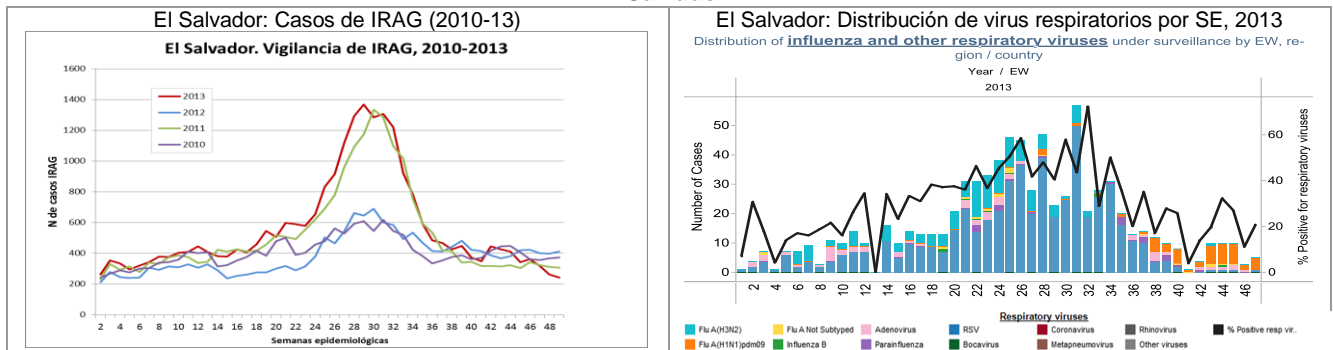 El Salvador: Casos de IRAG (2010-13)
El Salvador. Vigilancia de IRAG, 2010-2013
1600
1400
1200
1000
800
600
400
200
0
N de casos IRAG
2013
2012
2011
2010
2 4 6 8 10 12 14 16 18 20 22 24 26 28 30 32 34 36 38 40 42 44 46 48
Semanas epidemiológicas
El Salvador: Distribución de virus respiratorios por SE, 2013
Distribution of influenza and other respiratory viruses under surveillance by EW, re-
gion / country
Year / EW
2013
Number of Cases
50
40
30
20
10
0
% Positive for respiratory viruses
60
40
20
0
2 4 6 8 10 12 14 16 18 20 22 24 26 28 30 32 34 36 38 40 42 44 46
Respiratory viruses
Flu A(H3N2) Flu A Not Subtyped Adenovirus RSV Coronavirus Rhinovirus % Positive resp vir..
Flu A(H1N1)pdm09 Influenza B Parainfluenza Bocavirus Metapneumovirus Other viruses